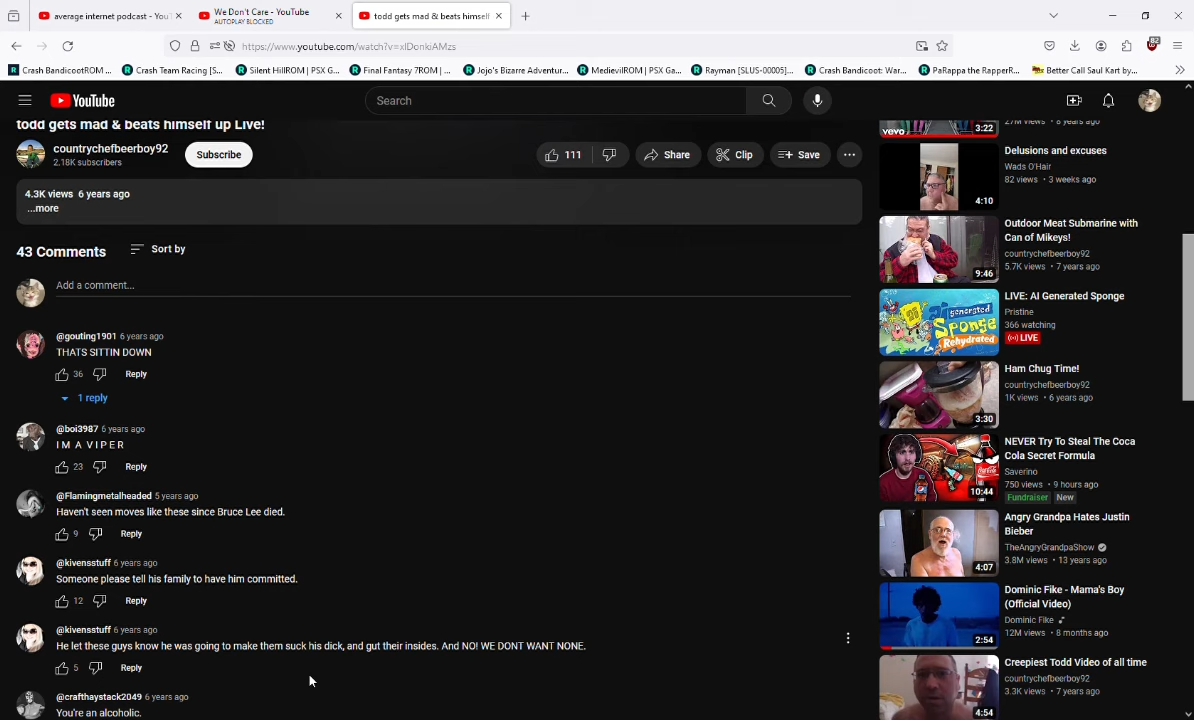 average internet podcast - You
We Don't Care - YouTube
AUTOPLAY BLOCKED
todd gets mad & beats himself
https://www.youtube.com/watch?v=xlDonkiAMzs
82
Crash BandicootROM ...
Crash Team Racing [S...
Silent HillROM | PSX G...
Final Fantasy 7ROM | ...
Jojo's Bizarre Adventur...
MedievilROM | PSX Ga...
Rayman [SLUS-00005]...
Crash Bandicoot: War...
PaRappa the RapperR...
Better Call Saul Kart by...
YouTube
Search
todd gets mad & beats himself up Live!
countrychefbeerboy92
2.18K subscribers
Subscribe
111
Share
Clip
Save
4.3K views 6 years ago
...more
43 Comments
Sort by
Add a comment...
@gouting1901 6 years ago
THATS SITTIN DOWN
36
Reply
1 reply
@boi3987 6 years ago
I M A V I P E R
23
Reply
@Flamingmetalheaded 5 years ago
Haven't seen moves like these since Bruce Lee died.
9
Reply
@kivensstuff 6 years ago
Someone please tell his family to have him committed.
12
Reply
@kivensstuff 6 years ago
He let these guys know he was going to make them suck his dick, and gut their insides. And NO! WE DONT WANT NONE.
5
Reply
@crafthaystack2049 6 years ago
You're an alcoholic.
vevo
3:22
27M views • 8 years ago
Delusions and excuses
Wads O'Hair
82 views • 3 weeks ago
4:10
Outdoor Meat Submarine with
Can of Mikeys!
countrychefbeerboy92
5.7K views • 7 years ago
9:46
LIVE: AI Generated Sponge
Pristine
366 watching
LIVE
ai generated
Sponge
Rehydrated
Ham Chug Time!
countrychefbeerboy92
1K views • 6 years ago
3:30
NEVER Try To Steal The Coca
Cola Secret Formula
Saverino
750 views • 9 hours ago
Fundraiser New
10:44
Angry Grandpa Hates Justin
Bieber
TheAngryGrandpaShow
3.8M views • 13 years ago
4:07
Dominic Fike - Mama's Boy
(Official Video)
Dominic Fike
12M views • 8 months ago
2:54
Creepiest Todd Video of all time
countrychefbeerboy92
3.3K views • 7 years ago
4:54